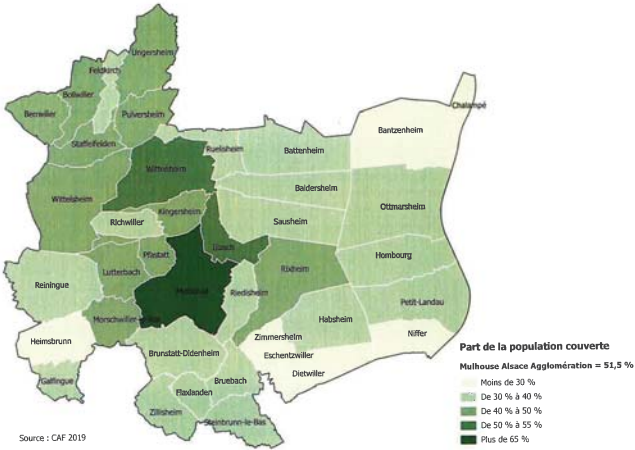 Ungersheim
Feldkirch
Bollwiller
Berrwiller
Pulversheim
Staffelfelden
Chalampé
Bantzenheim
Ruelisheim
Battenheim
Wittenheim
Baldersheim
Wittelsheim
Ottmarsheim
Kingersheim
Richwiller
Sausheim
Illzach
Pfastatt
Hombourg
Lutterbach
Rixheim
Reiningue
Mulhouse
Riedisheim
Petit-Landau
Morschwiller
Habsheim
Niffer
Heimsbrunn
Zimmersheim
Brunstatt-Didenheim
Eschentzwiller
Dietwiller
Galfingue
Bruebach
Flaxlanden
Zillisheim
Steinbrunn-le-Bas
Part de la population couverte
Mulhouse Alsace Agglomération = 51,5 %
Moins de 30 %
De 30 % à 40 %
De 40 % à 50 %
De 50 % à 55 %
Plus de 65 %
Source : CAF 2019